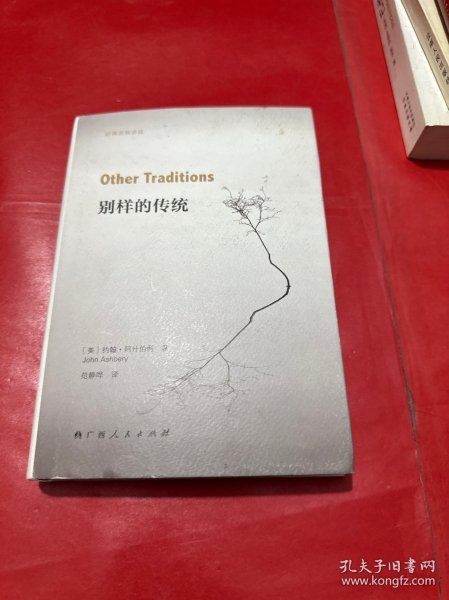 Other Traditions
别样的传统
［美］约翰·阿什伯利 著
John Ashbery
范静哗 译
广西人民出版社
孔夫子旧书网
www.kongfz.com